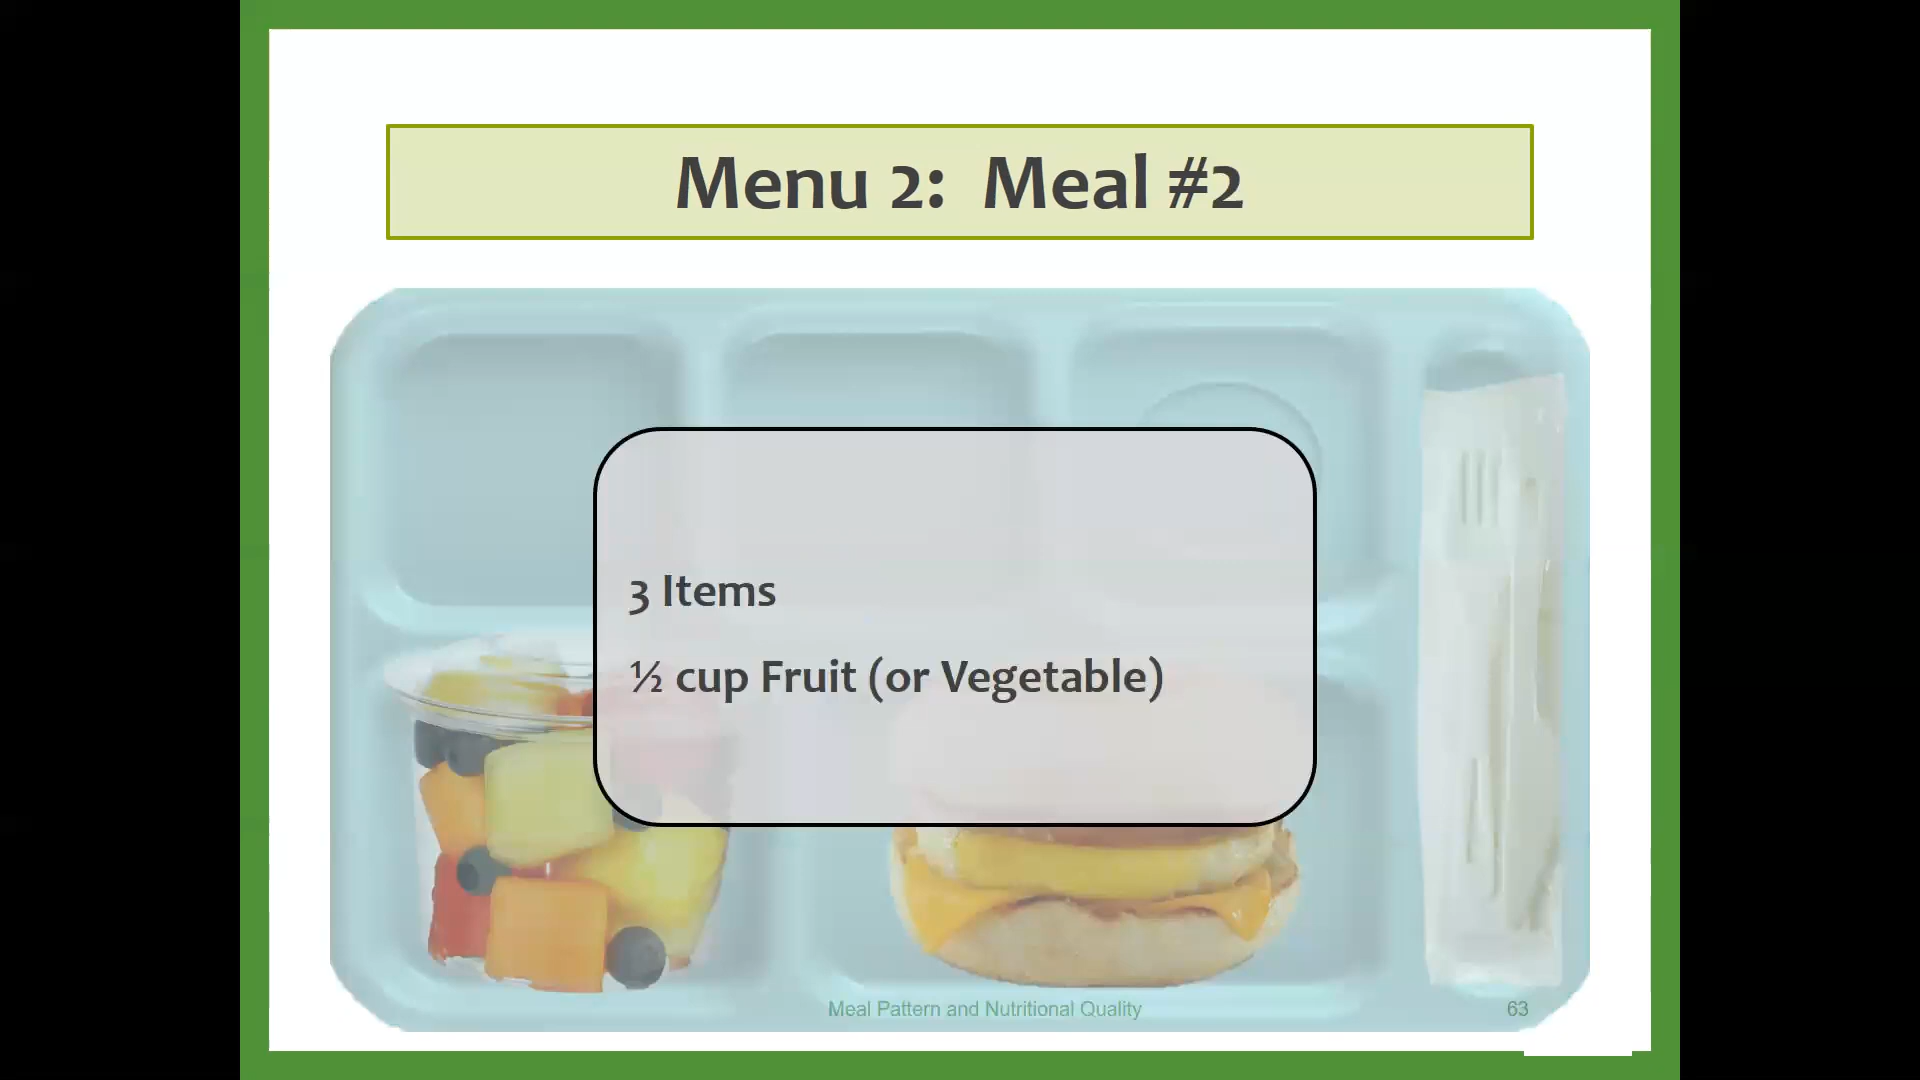 Menu 2: Meal #2
3 Items
½ cup Fruit (or Vegetable)
Meal Pattern and Nutritional Quality
63